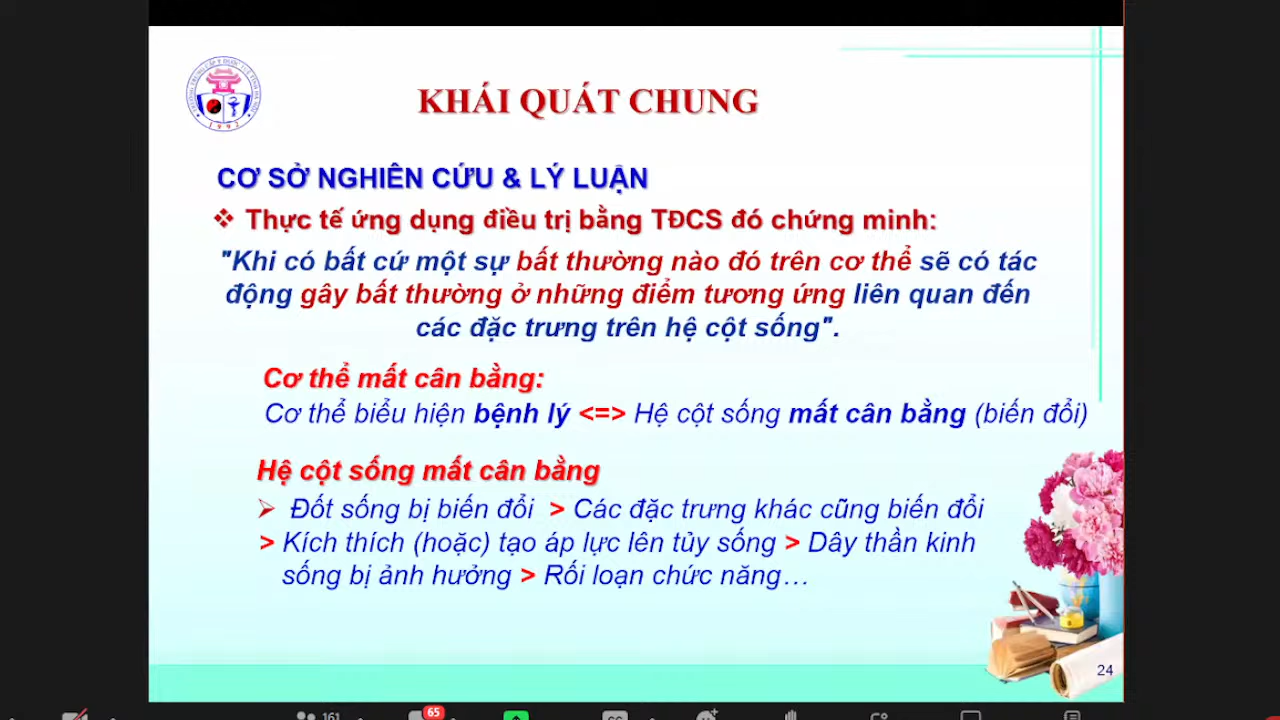 KHÁI QUÁT CHUNG
CƠ SỞ NGHIÊN CỨU & LÝ LUẬN
❖ Thực tế ứng dụng điều trị bằng TĐCS đó chứng minh:
"Khi có bất cứ một sự bất thường nào đó trên cơ thể sẽ có tác
động gây bất thường ở những điểm tương ứng liên quan đến
các đặc trưng trên hệ cột sống".
Cơ thể mất cân bằng:
Cơ thể biểu hiện bệnh lý <=> Hệ cột sống mất cân bằng (biến đổi)
Hệ cột sống mất cân bằng
➢ Đốt sống bị biến đổi > Các đặc trưng khác cũng biến đổi
> Kích thích (hoặc) tạo áp lực lên tủy sống > Dây thần kinh
sống bị ảnh hưởng > Rối loạn chức năng…
24
161
65